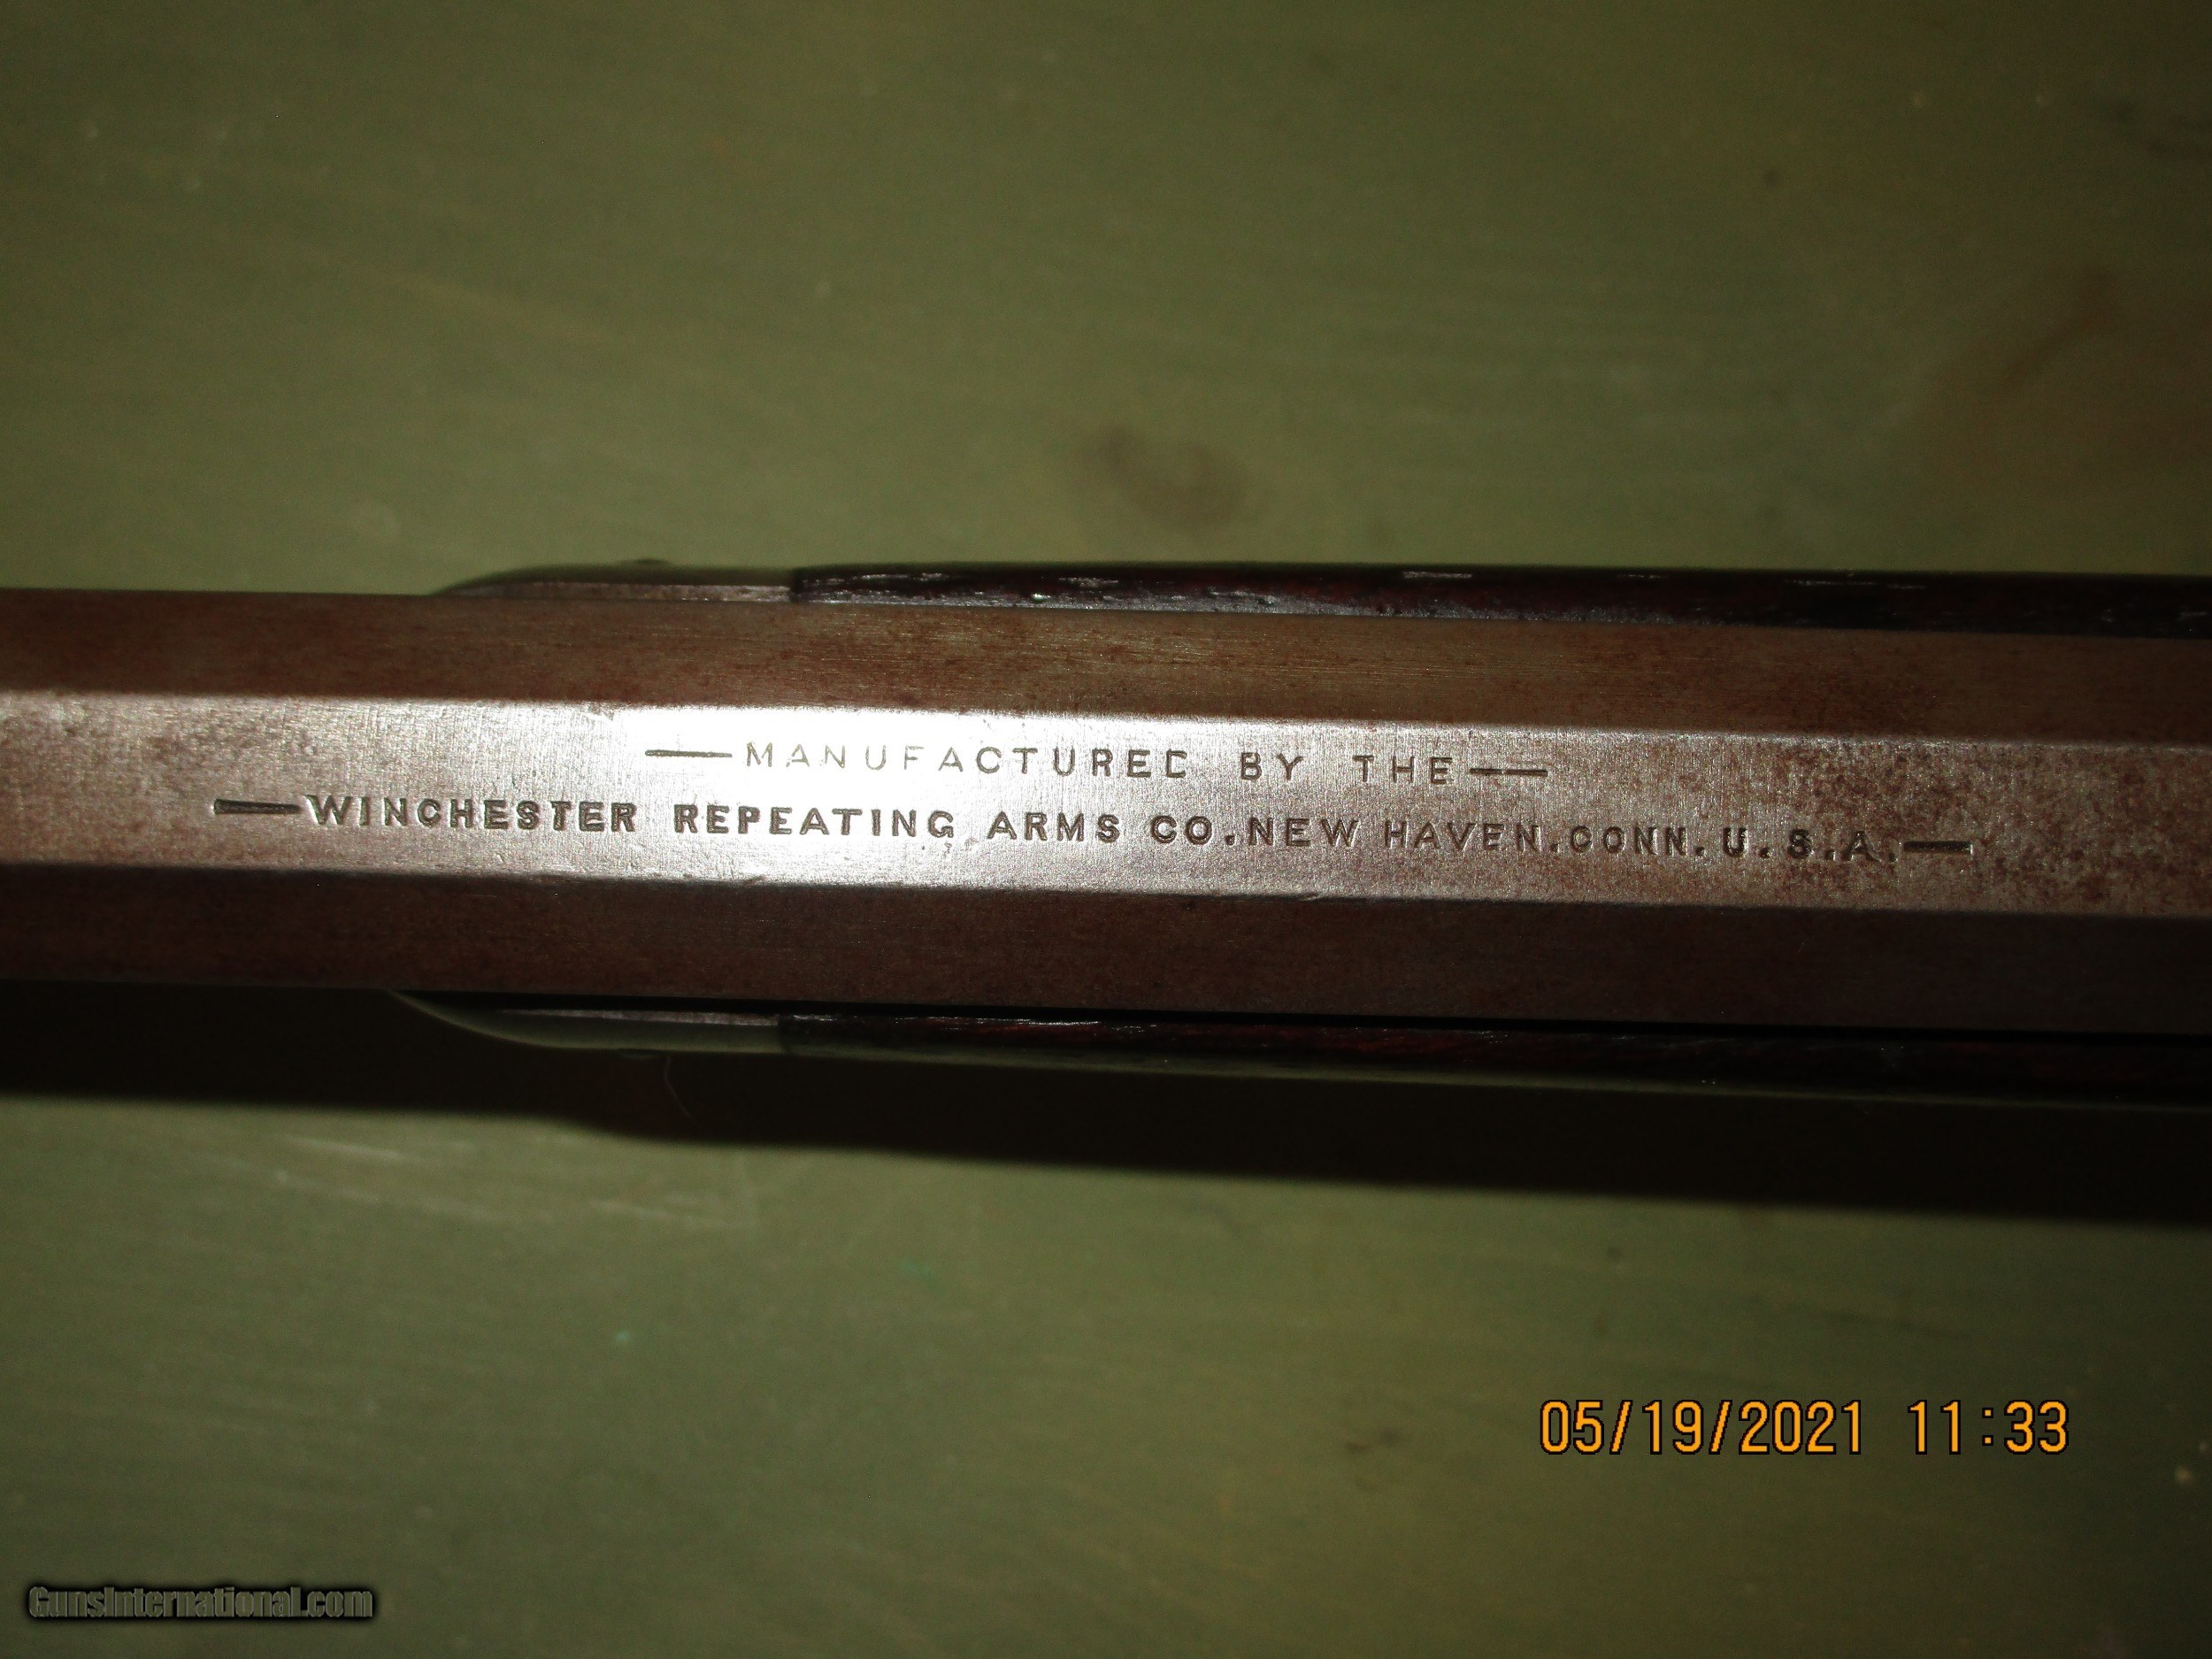 —MANUFACTURED BY THE—
—WINCHESTER REPEATING ARMS CO. NEW HAVEN. CONN. U.S.A.—
05/19/2021 11:33
GunsInternational.com